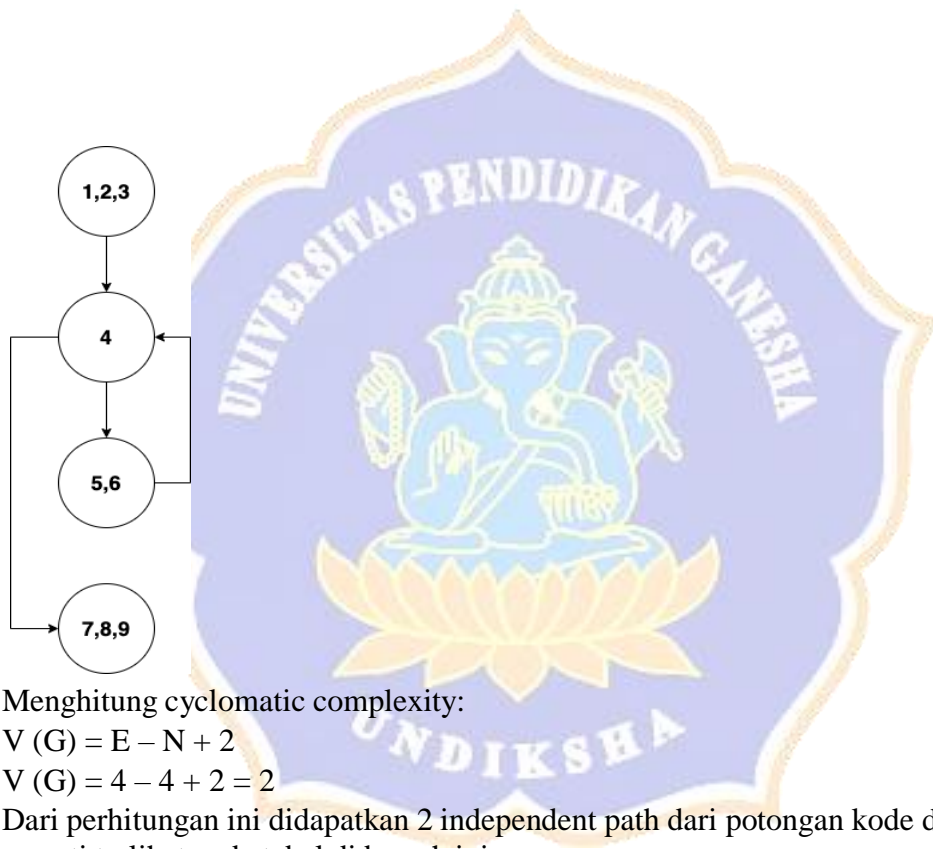 1,2,3
4
5,6
7,8,9
UNIVERSITAS PENDIDIKAN GANESHA
UNDIKSHA
Menghitung cyclomatic complexity:
V (G) = E – N + 2
V (G) = 4 – 4 + 2 = 2
Dari perhitungan ini didapatkan 2 independent path dari potongan kode